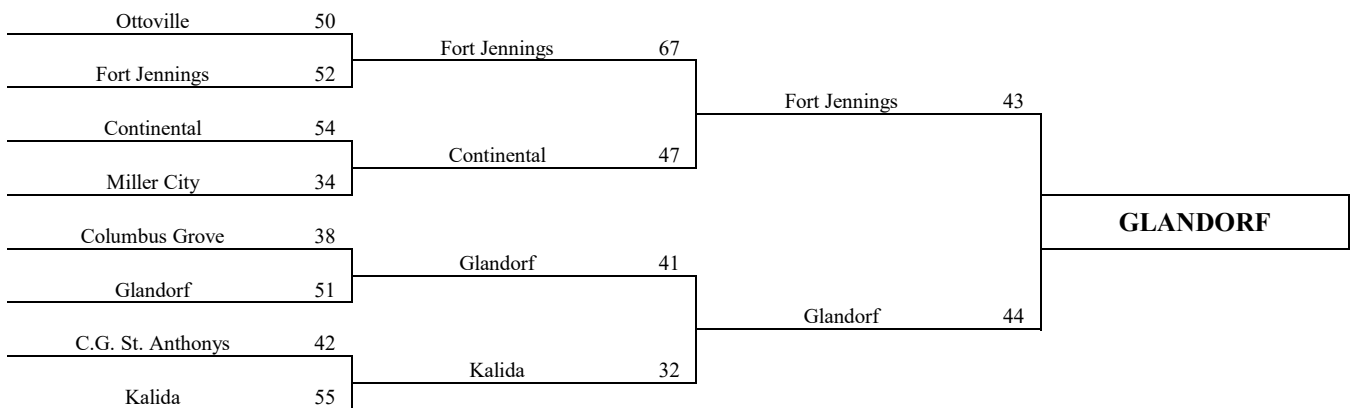 Ottoville 50
Fort Jennings 67
Fort Jennings 52
Fort Jennings 43
Continental 54
Continental 47
Miller City 34
GLANDORF
Columbus Grove 38
Glandorf 41
Glandorf 51
Glandorf 44
C.G. St. Anthonys 42
Kalida 32
Kalida 55